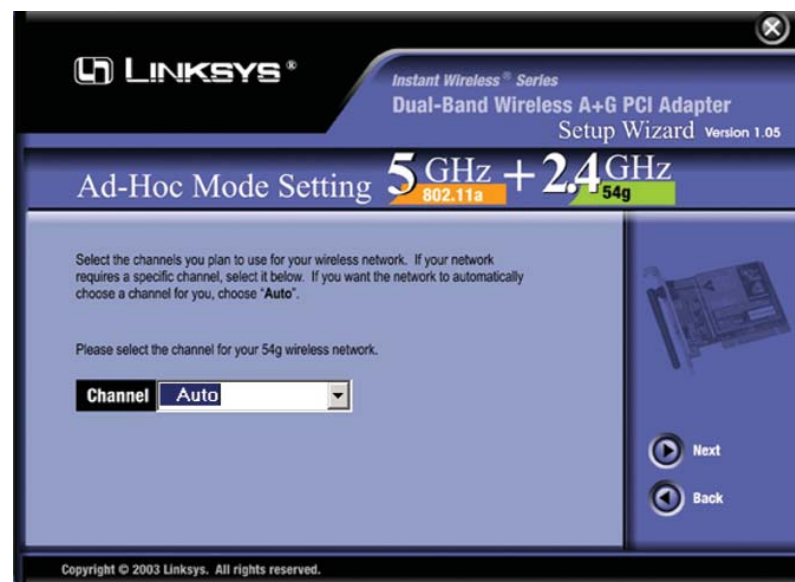 LINKSYS®
Instant Wireless® Series
Dual-Band Wireless A+G PCI Adapter
Setup Wizard Version 1.05
Ad-Hoc Mode Setting 5 GHz 802.11a + 2.4 GHz 54g
Select the channels you plan to use for your wireless network. If your network
requires a specific channel, select it below. If you want the network to automatically
choose a channel for you, choose "Auto".
Please select the channel for your 54g wireless network.
Channel Auto
Next
Back
Copyright © 2003 Linksys. All rights reserved.